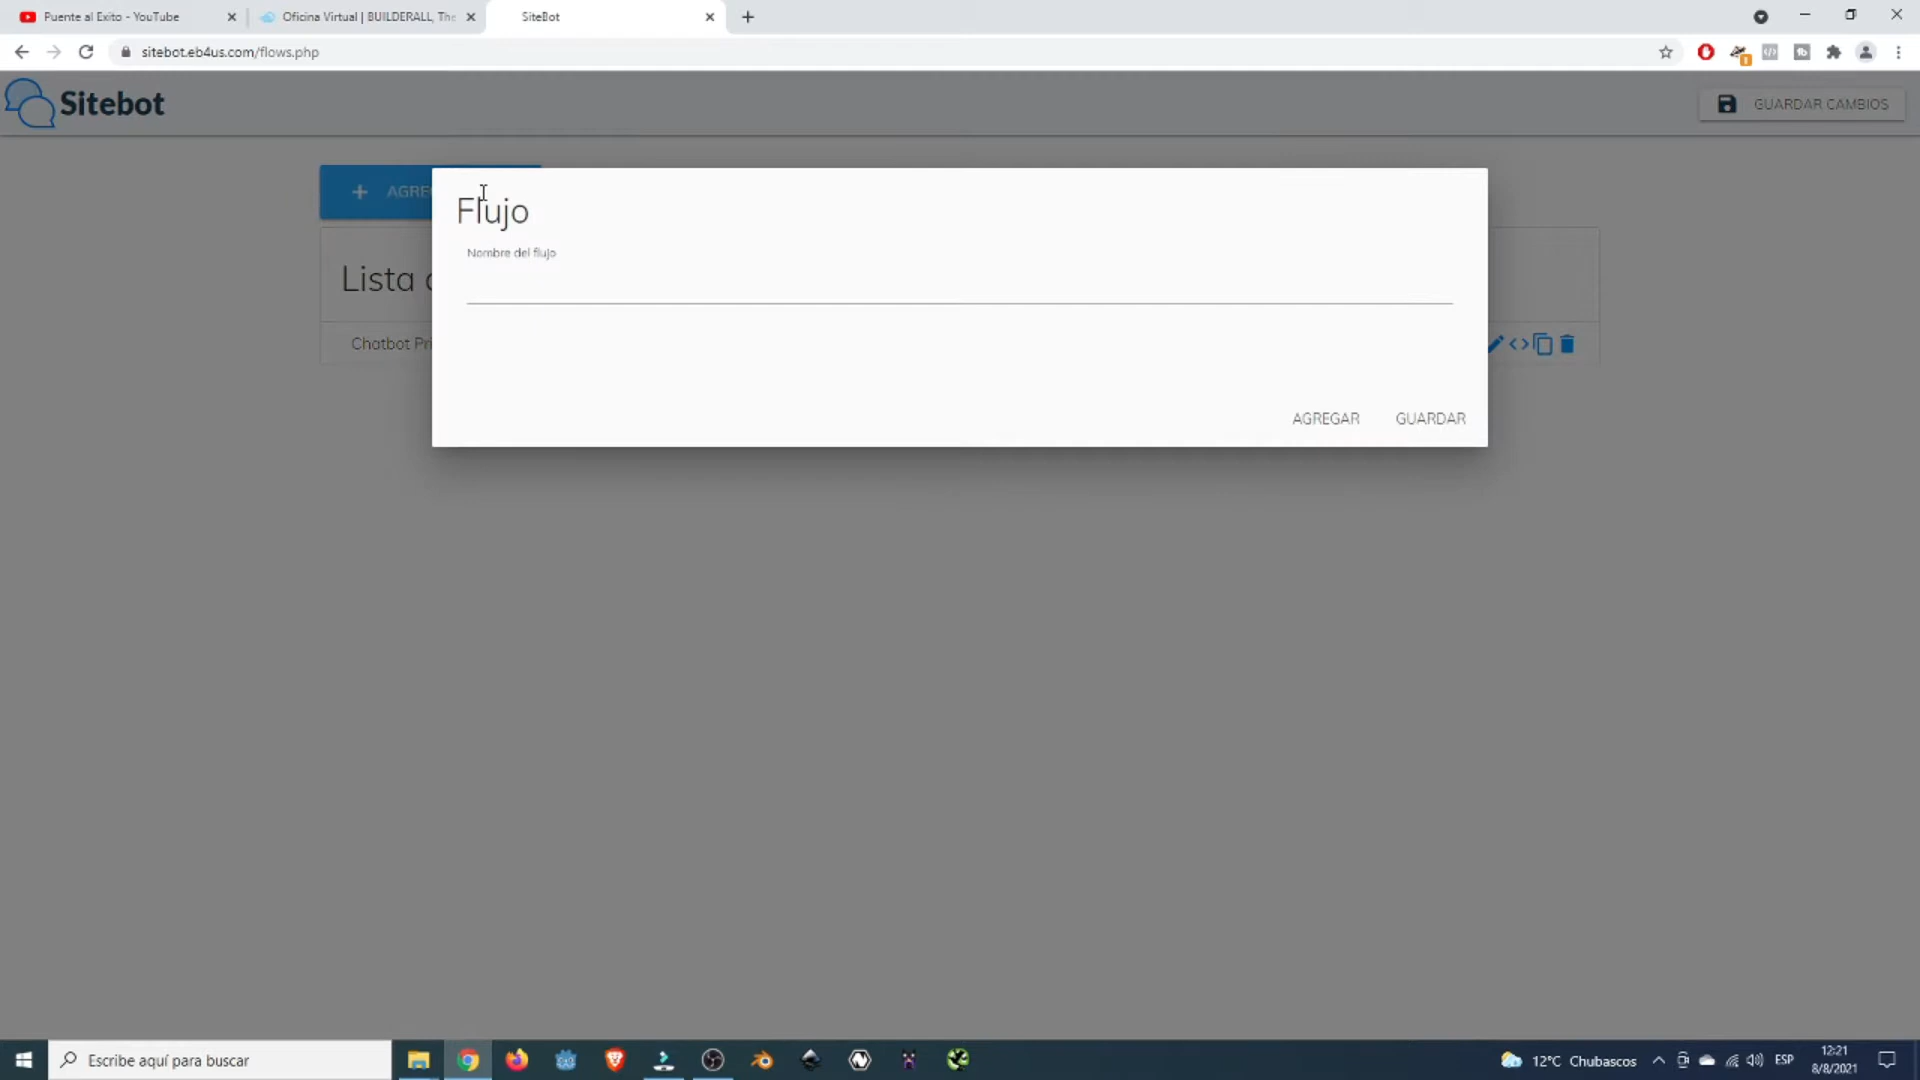 Puente al Exito - YouTube
Oficina Virtual | BUILDERALL, The
SiteBot
sitebot.eb4us.com/flows.php
Sitebot
GUARDAR CAMBIOS
AGRE
Flujo
Nombre del flujo
Lista
Chatbot Pri
AGREGAR
GUARDAR
Escribe aquí para buscar
12°C Chubascos
ESP
12:21
8/8/2021